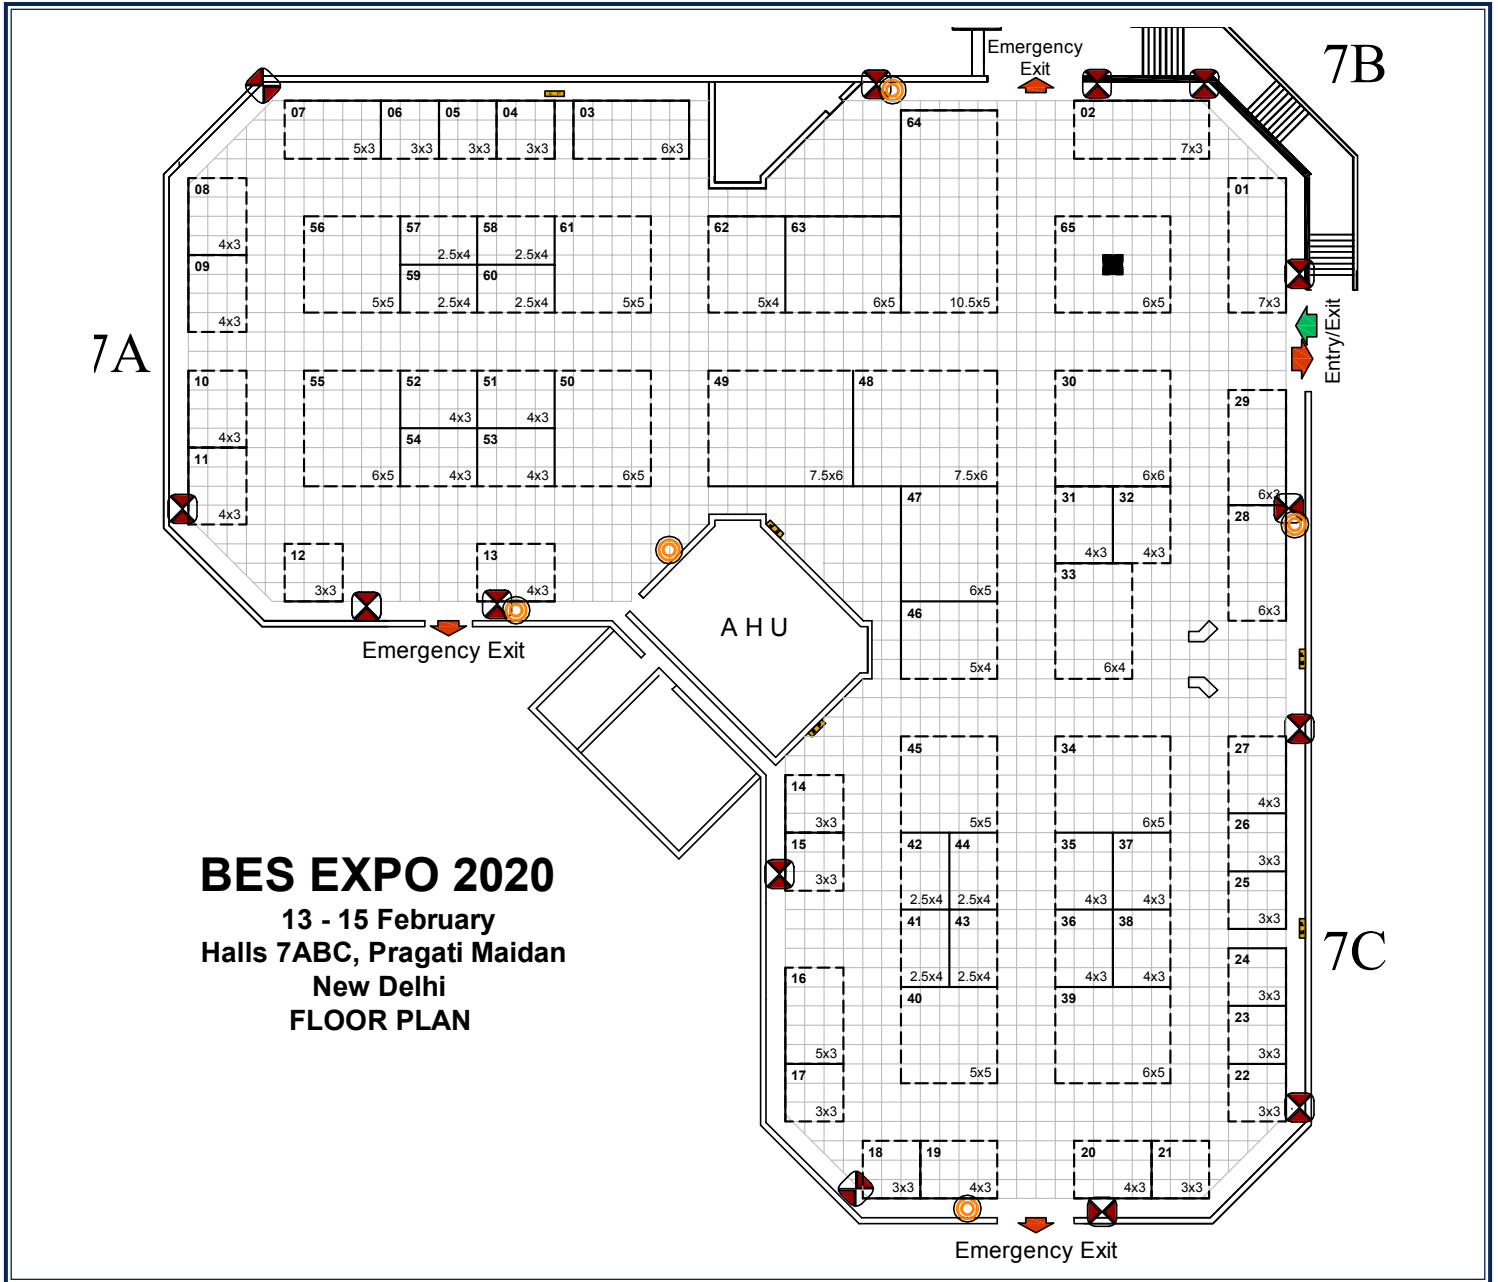 Emergency
Exit
7B
07 06 05 04 03 64 02
5x3 3x3 3x3 3x3 6x3 7x3
08 01
56 57 58 61 62 63 65
4x3 2.5x4 2.5x4
09 59 60
5x5 2.5x4 2.5x4 5x5 5x4 6x5 10.5x5 6x5 7x3
4x3
Entry/Exit
7A
10 55 52 51 50 49 48 30
29
4x3 4x3 4x3
11 54 53
6x5 4x3 4x3 6x5 7.5x6 7.5x6 6x6
47 31 32 6x3
4x3 28
12 13 4x3 4x3
33
3x3 4x3 6x5
46 6x3
A H U
Emergency Exit
5x4 6x4
45 34 27
14
4x3
3x3 5x5 6x5 26
15 42 44 35 37
3x3
3x3 25
2.5x4 2.5x4 4x3 4x3
41 43 36 38 3x3
7C
24
16 2.5x4 2.5x4 4x3 4x3
40 39 3x3
23
5x3 3x3
17 5x5 6x5 22
3x3 3x3
18 19 20 21
3x3 4x3 4x3 3x3
Emergency Exit
BES EXPO 2020
13 - 15 February
Halls 7ABC, Pragati Maidan
New Delhi
FLOOR PLAN